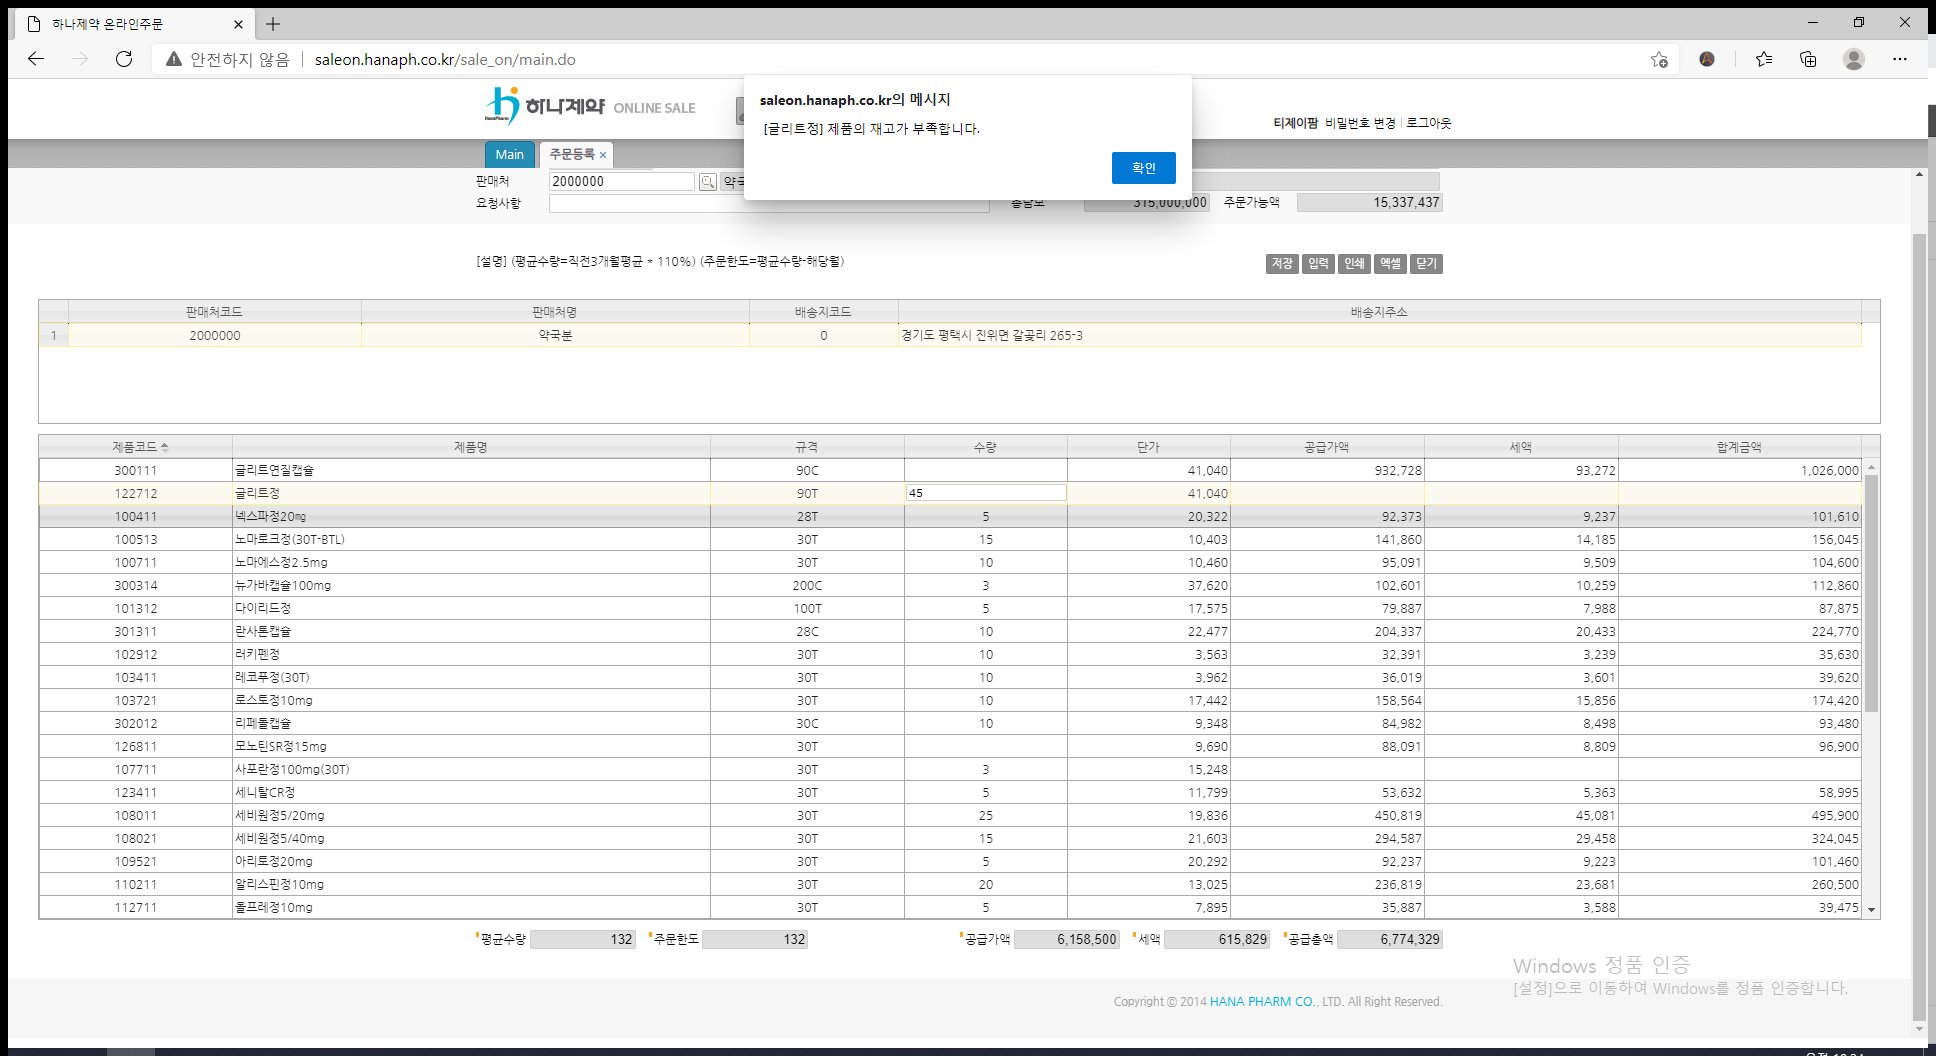 하나제약 온라인주문
안전하지 않음 saleon.hanaph.co.kr/sale_on/main.do
saleon.hanaph.co.kr의 메시지
[글리트정] 제품의 재고가 부족합니다.
확인
HanaPharm 하나제약 ONLINE SALE
티제이팜 비밀번호 변경 로그아웃
Main 주문등록
판매처 2000000
요청사항 315,000,000 주문가능액 15,337,437
[설명] (평균수량=직전3개월평균 * 110%) (주문한도=평균수량-해당월)
저장 입력 인쇄 엑셀 닫기
판매처코드 판매처명 배송지코드 배송지주소
1 2000000 약국분 0 경기도 평택시 진위면 갈곶리 265-3
제품코드 제품명 규격 수량 단가 공급가액 세액 합계금액
300111 글리트연질캡슐 90C 41,040 932,728 93,272 1,026,000
122712 글리트정 90T 45 41,040
100411 넥스파정20㎎ 28T 5 20,322 92,373 9,237 101,610
100513 노마로크정(30T-BTL) 30T 15 10,403 141,860 14,185 156,045
100711 노마에스정2.5mg 30T 10 10,460 95,091 9,509 104,600
300314 뉴가바캡슐100mg 200C 3 37,620 102,601 10,259 112,860
101312 다이리드정 100T 5 17,575 79,887 7,988 87,875
301311 란사톤캡슐 28C 10 22,477 204,337 20,433 224,770
102912 러키펜정 30T 10 3,563 32,391 3,239 35,630
103411 레코푸정(30T) 30T 10 3,962 36,019 3,601 39,620
103721 로스토정10mg 30T 10 17,442 158,564 15,856 174,420
302012 리페돌캡슐 30C 10 9,348 84,982 8,498 93,480
126811 모노틴SR정15mg 30T 9,690 88,091 8,809 96,900
107711 사포란정100mg(30T) 30T 3 15,248
123411 세니탈CR정 30T 5 11,799 53,632 5,363 58,995
108011 세비원정5/20mg 30T 25 19,836 450,819 45,081 495,900
108021 세비원정5/40mg 30T 15 21,603 294,587 29,458 324,045
109521 아리토정20mg 30T 5 20,292 92,237 9,223 101,460
110211 알리스핀정10mg 30T 20 13,025 236,819 23,681 260,500
112711 졸프레정10mg 30T 5 7,895 35,887 3,588 39,475
평균수량 132 주문한도 132 공급가액 6,158,500 세액 615,829 공급총액 6,774,329
Windows 정품 인증
[설정]으로 이동하여 Windows를 정품 인증합니다.
Copyright © 2014 HANA PHARM CO., LTD. All Right Reserved.